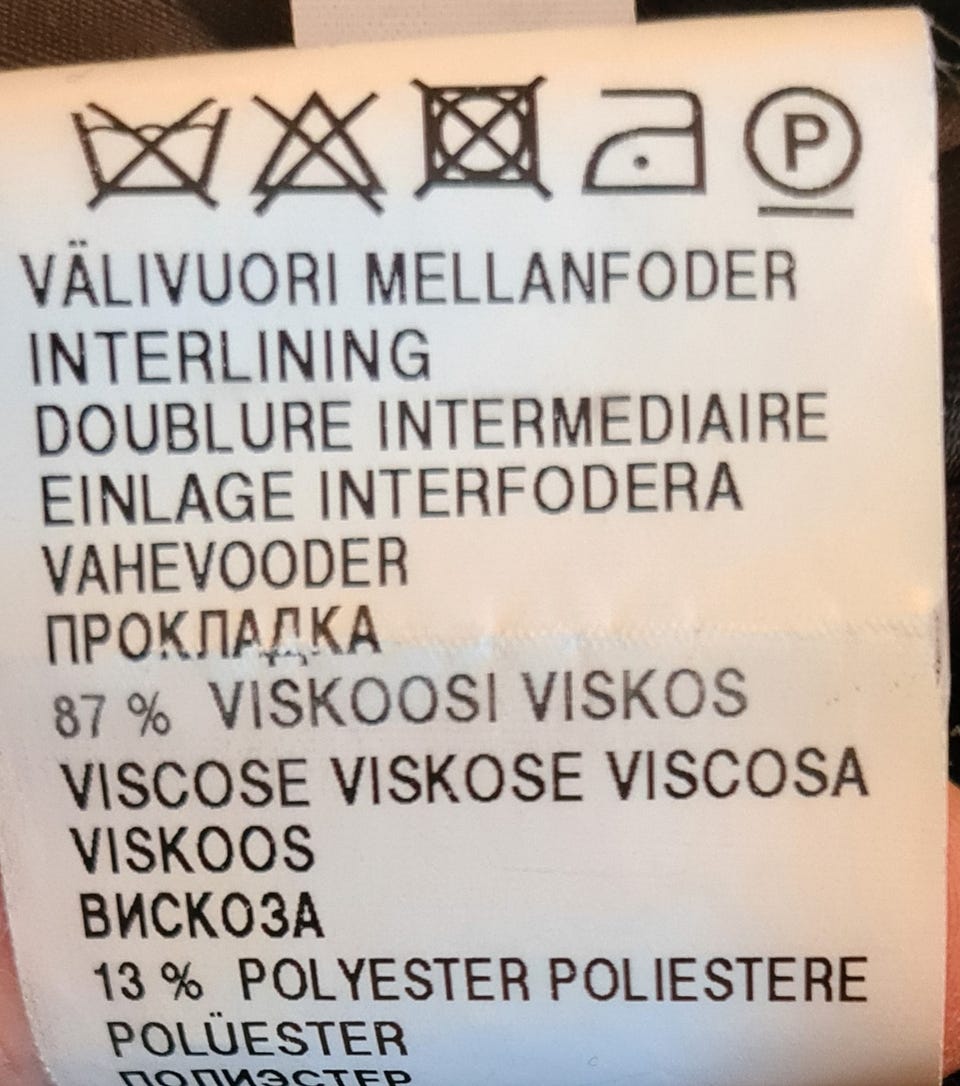 P
VÄLIVUORI MELLANFODER
INTERLINING
DOUBLURE INTERMEDIAIRE
EINLAGE INTERFODERA
VAHEVOODER
ПРОКЛАДКА
87 % VISKOOSI VISKOS
VISCOSE VISKOSE VISCOSA
VISKOOS
ВИСКОЗА
13 % POLYESTER POLIESTERE
POLÜESTER
ПОЛИЭСТЕР